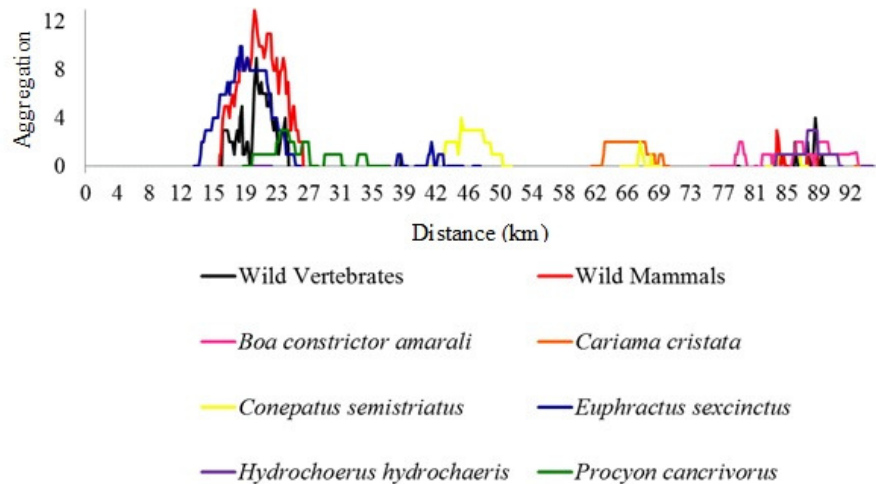 12
8
4
0
Aggregation
0 4 8 12 15 19 23 27 31 35 39 42 46 50 54 58 62 66 70 73 77 81 85 89 92
Distance (km)
Wild Vertebrates Wild Mammals
Boa constrictor amarali Cariama cristata
Conepatus semistriatus Euphractus sexcinctus
Hydrochoerus hydrochaeris Procyon cancrivorus